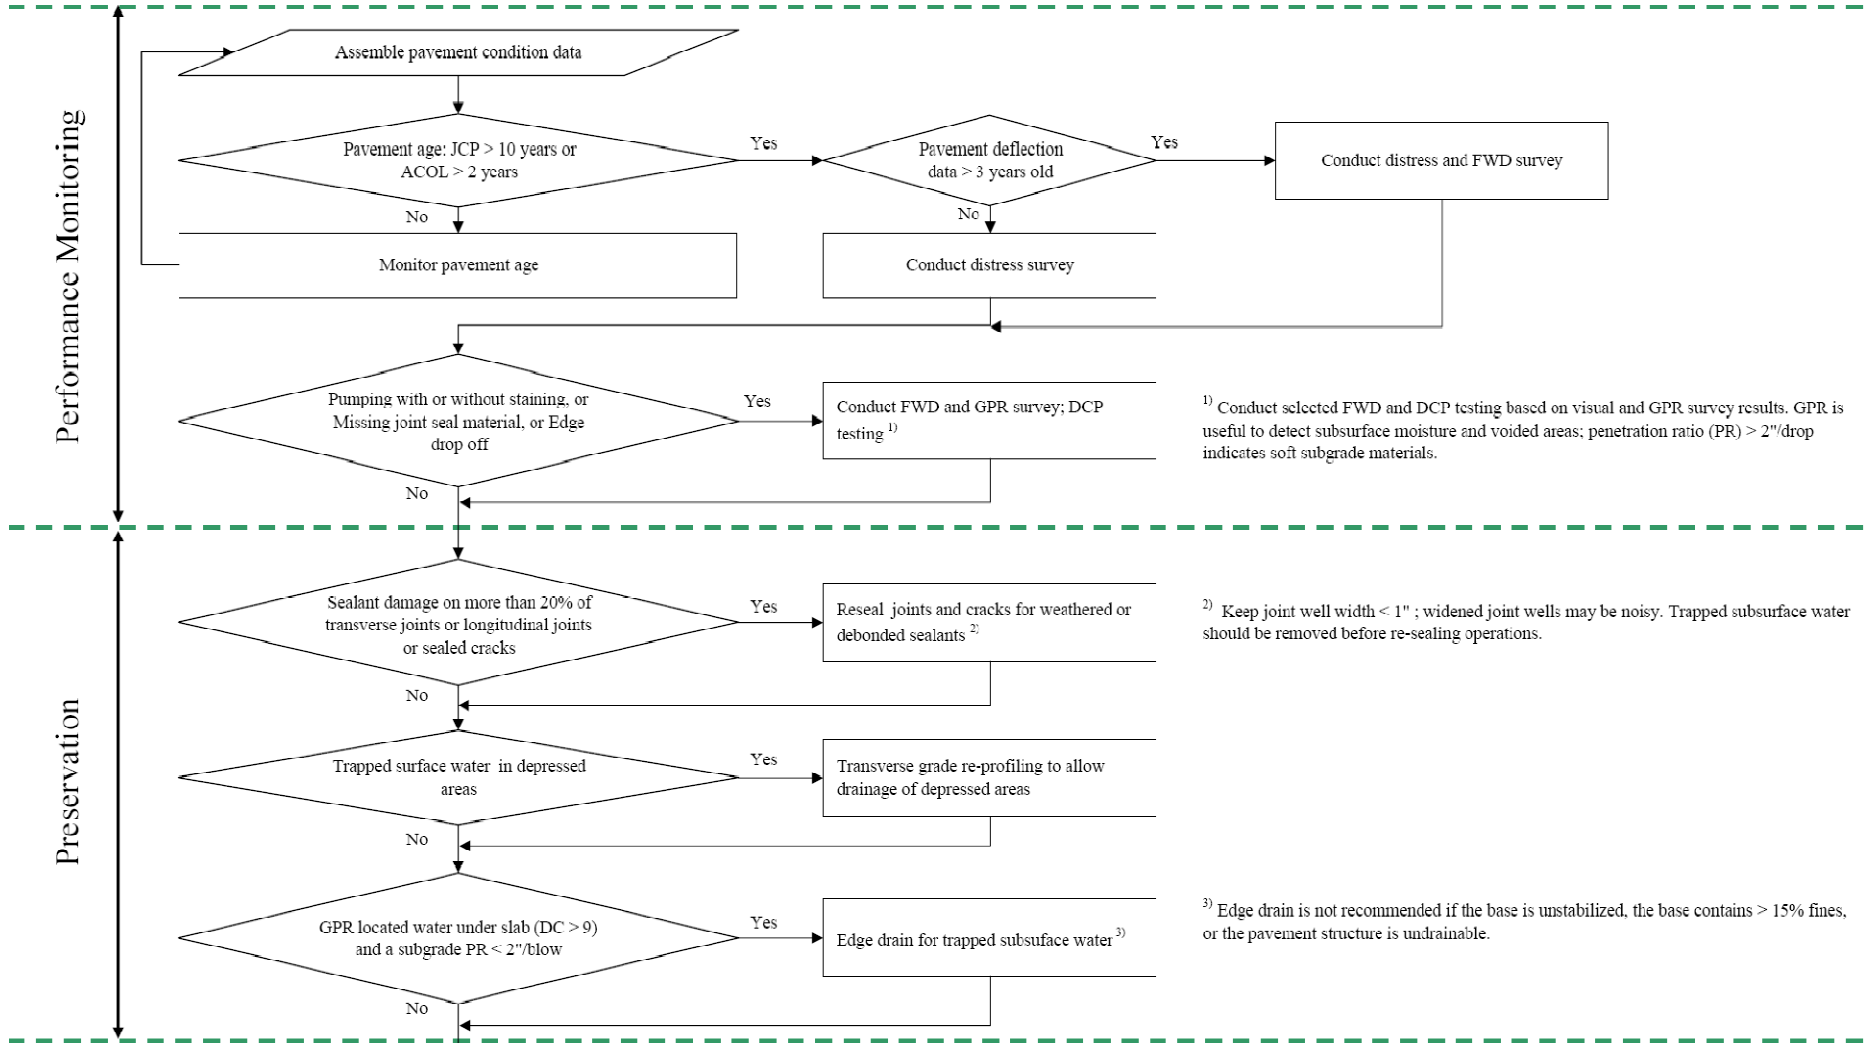 Performance Monitoring
Assemble pavement condition data
Pavement age: JCP > 10 years or
ACOL > 2 years
Yes
No
Pavement deflection
data > 3 years old
Yes
No
Conduct distress and FWD survey
Monitor pavement age
Conduct distress survey
Pumping with or without staining, or
Missing joint seal material, or Edge
drop off
Yes
No
Conduct FWD and GPR survey; DCP
testing 1)
1) Conduct selected FWD and DCP testing based on visual and GPR survey results. GPR is
useful to detect subsurface moisture and voided areas; penetration ratio (PR) > 2"/drop
indicates soft subgrade materials.
Preservation
Sealant damage on more than 20% of
transverse joints or longitudinal joints
or sealed cracks
Yes
No
Reseal joints and cracks for weathered or
debonded sealants 2)
2) Keep joint well width < 1" ; widened joint wells may be noisy. Trapped subsurface water
should be removed before re-sealing operations.
Trapped surface water in depressed
areas
Yes
No
Transverse grade re-profiling to allow
drainage of depressed areas
GPR located water under slab (DC > 9)
and a subgrade PR < 2"/blow
Yes
No
Edge drain for trapped subsuface water 3)
3) Edge drain is not recommended if the base is unstabilized, the base contains > 15% fines,
or the pavement structure is undrainable.